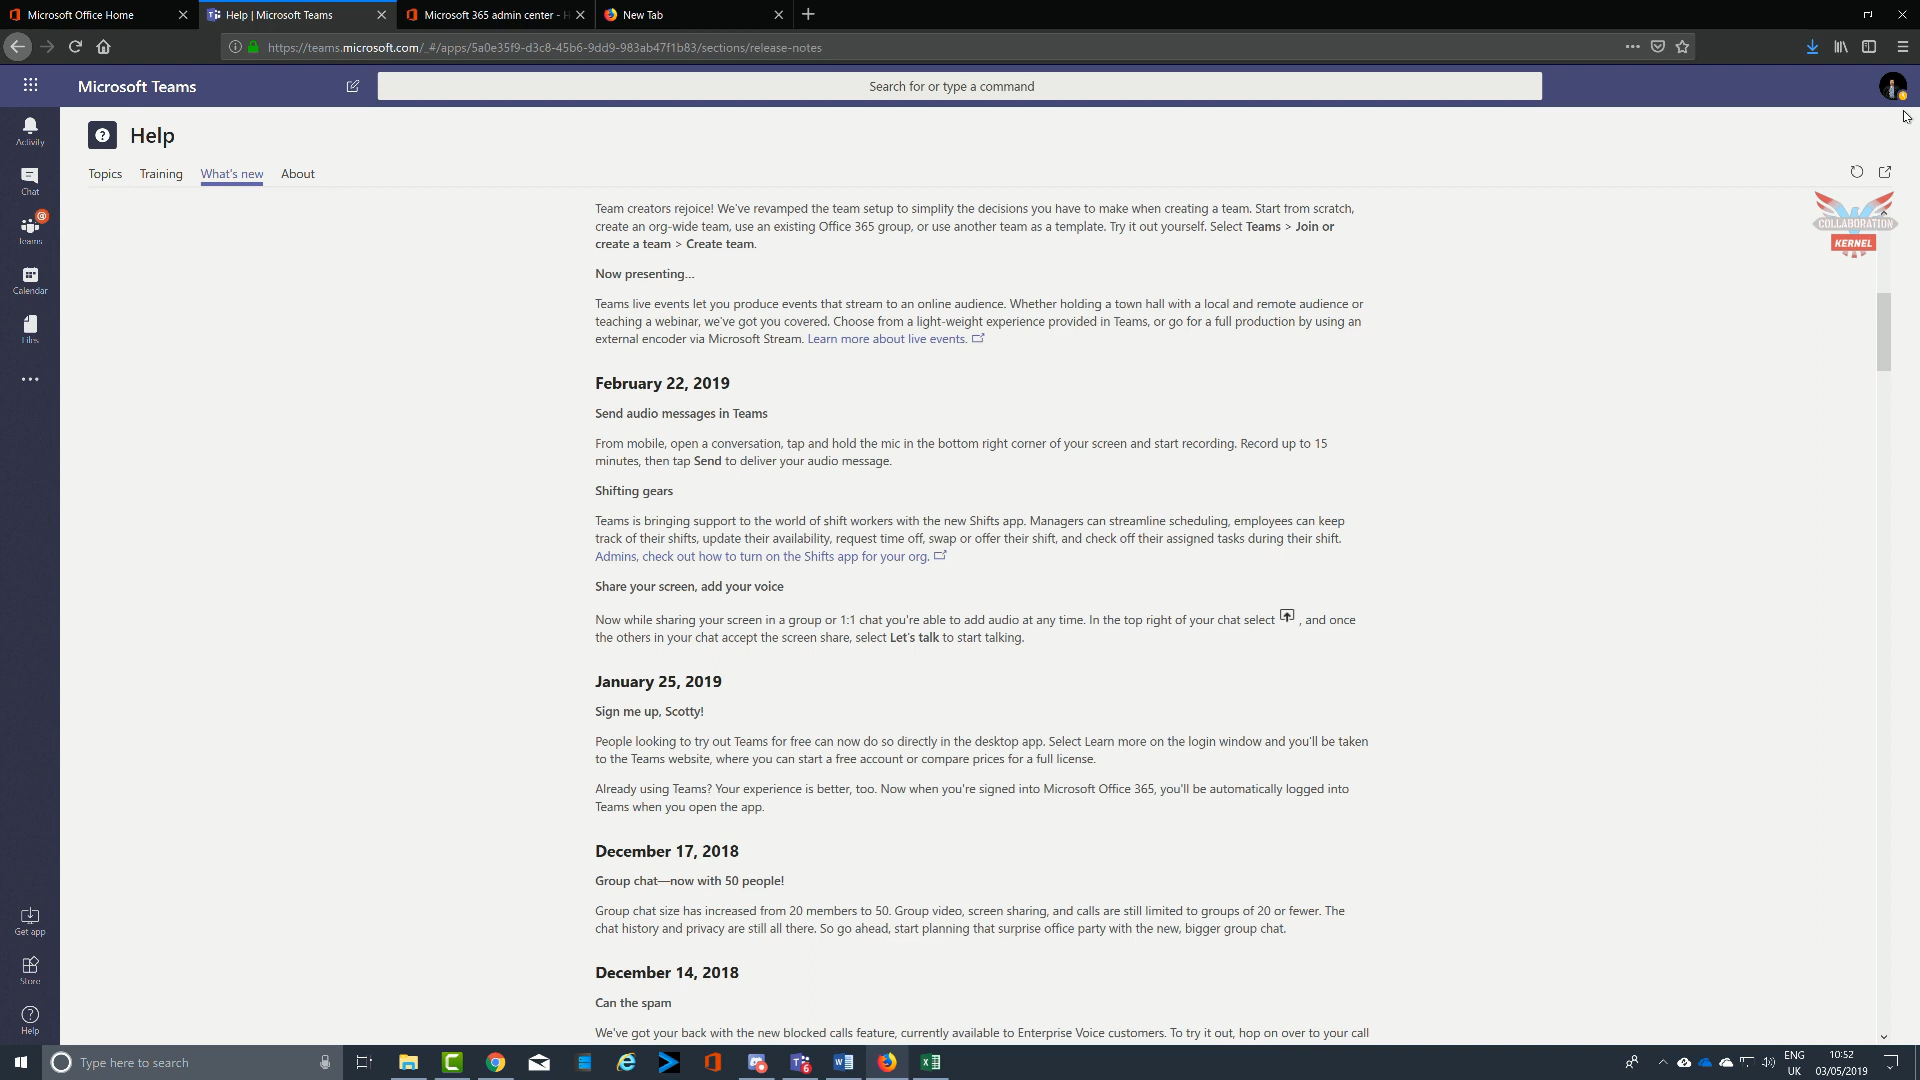 Microsoft Office Home
Help | Microsoft Teams
Microsoft 365 admin center - H
New Tab
https://teams.microsoft.com/_#/apps/5a0e35f9-d3c8-45b6-9dd9-983ab47f1b83/sections/release-notes
Microsoft Teams
Search for or type a command
Activity
Chat
Teams
Calendar
Files
Get app
Store
Help
Help
Topics
Training
What's new
About
COLLABORATION
KERNEL
Team creators rejoice! We've revamped the team setup to simplify the decisions you have to make when creating a team. Start from scratch,
create an org-wide team, use an existing Office 365 group, or use another team as a template. Try it out yourself. Select Teams > Join or
create a team > Create team.
Now presenting...
Teams live events let you produce events that stream to an online audience. Whether holding a town hall with a local and remote audience or
teaching a webinar, we've got you covered. Choose from a light-weight experience provided in Teams, or go for a full production by using an
external encoder via Microsoft Stream. Learn more about live events.
February 22, 2019
Send audio messages in Teams
From mobile, open a conversation, tap and hold the mic in the bottom right corner of your screen and start recording. Record up to 15
minutes, then tap Send to deliver your audio message.
Shifting gears
Teams is bringing support to the world of shift workers with the new Shifts app. Managers can streamline scheduling, employees can keep
track of their shifts, update their availability, request time off, swap or offer their shift, and check off their assigned tasks during their shift.
Admins, check out how to turn on the Shifts app for your org.
Share your screen, add your voice
Now while sharing your screen in a group or 1:1 chat you're able to add audio at any time. In the top right of your chat select , and once
the others in your chat accept the screen share, select Let's talk to start talking.
January 25, 2019
Sign me up, Scotty!
People looking to try out Teams for free can now do so directly in the desktop app. Select Learn more on the login window and you'll be taken
to the Teams website, where you can start a free account or compare prices for a full license.
Already using Teams? Your experience is better, too. Now when you're signed into Microsoft Office 365, you'll be automatically logged into
Teams when you open the app.
December 17, 2018
Group chat—now with 50 people!
Group chat size has increased from 20 members to 50. Group video, screen sharing, and calls are still limited to groups of 20 or fewer. The
chat history and privacy are still all there. So go ahead, start planning that surprise office party with the new, bigger group chat.
December 14, 2018
Can the spam
We've got your back with the new blocked calls feature, currently available to Enterprise Voice customers. To try it out, hop on over to your call
Type here to search
6
ENG
UK
10:52
03/05/2019